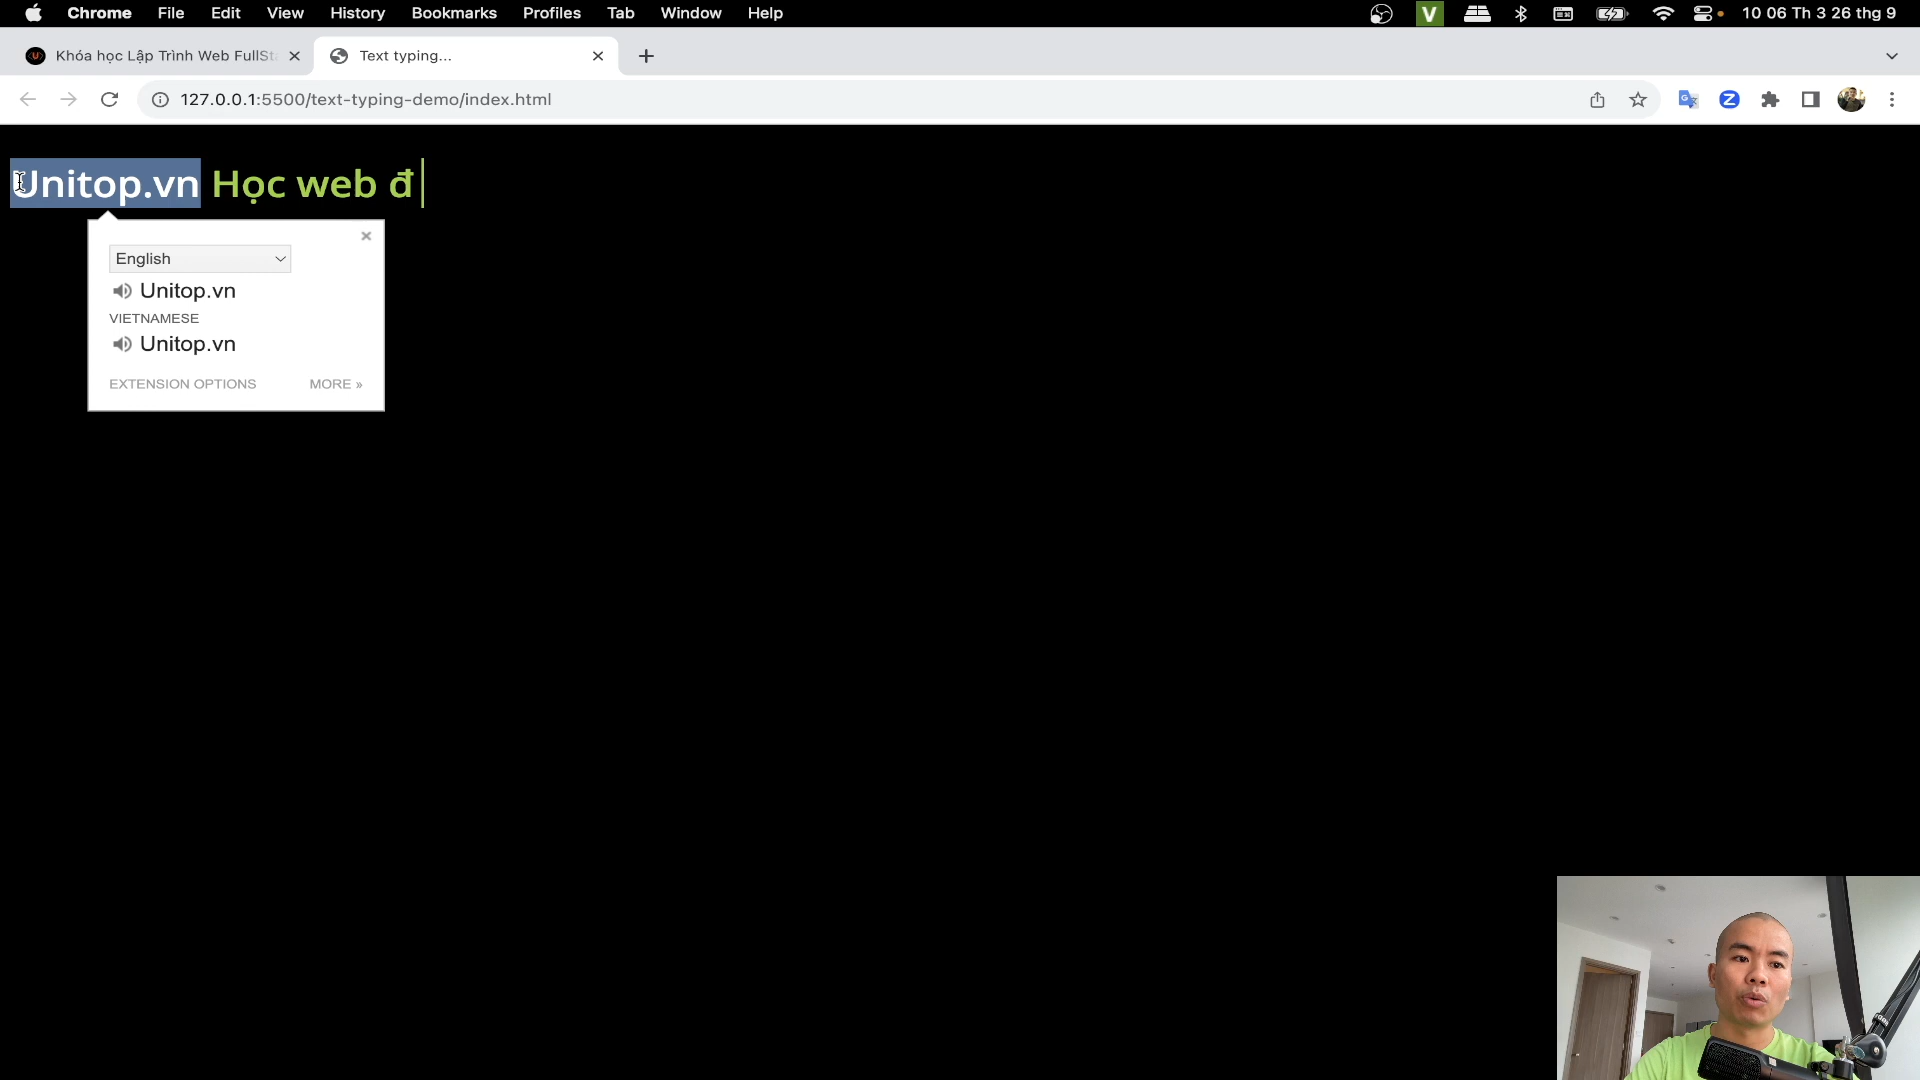 Chrome File Edit View History Bookmarks Profiles Tab Window Help
V
10 06 Th 3 26 thg 9
Khóa học Lập Trình Web FullSt
Text typing...
127.0.0.1:5500/text-typing-demo/index.html
Unitop.vn Học web đ
English
Unitop.vn
VIETNAMESE
Unitop.vn
EXTENSION OPTIONS MORE »